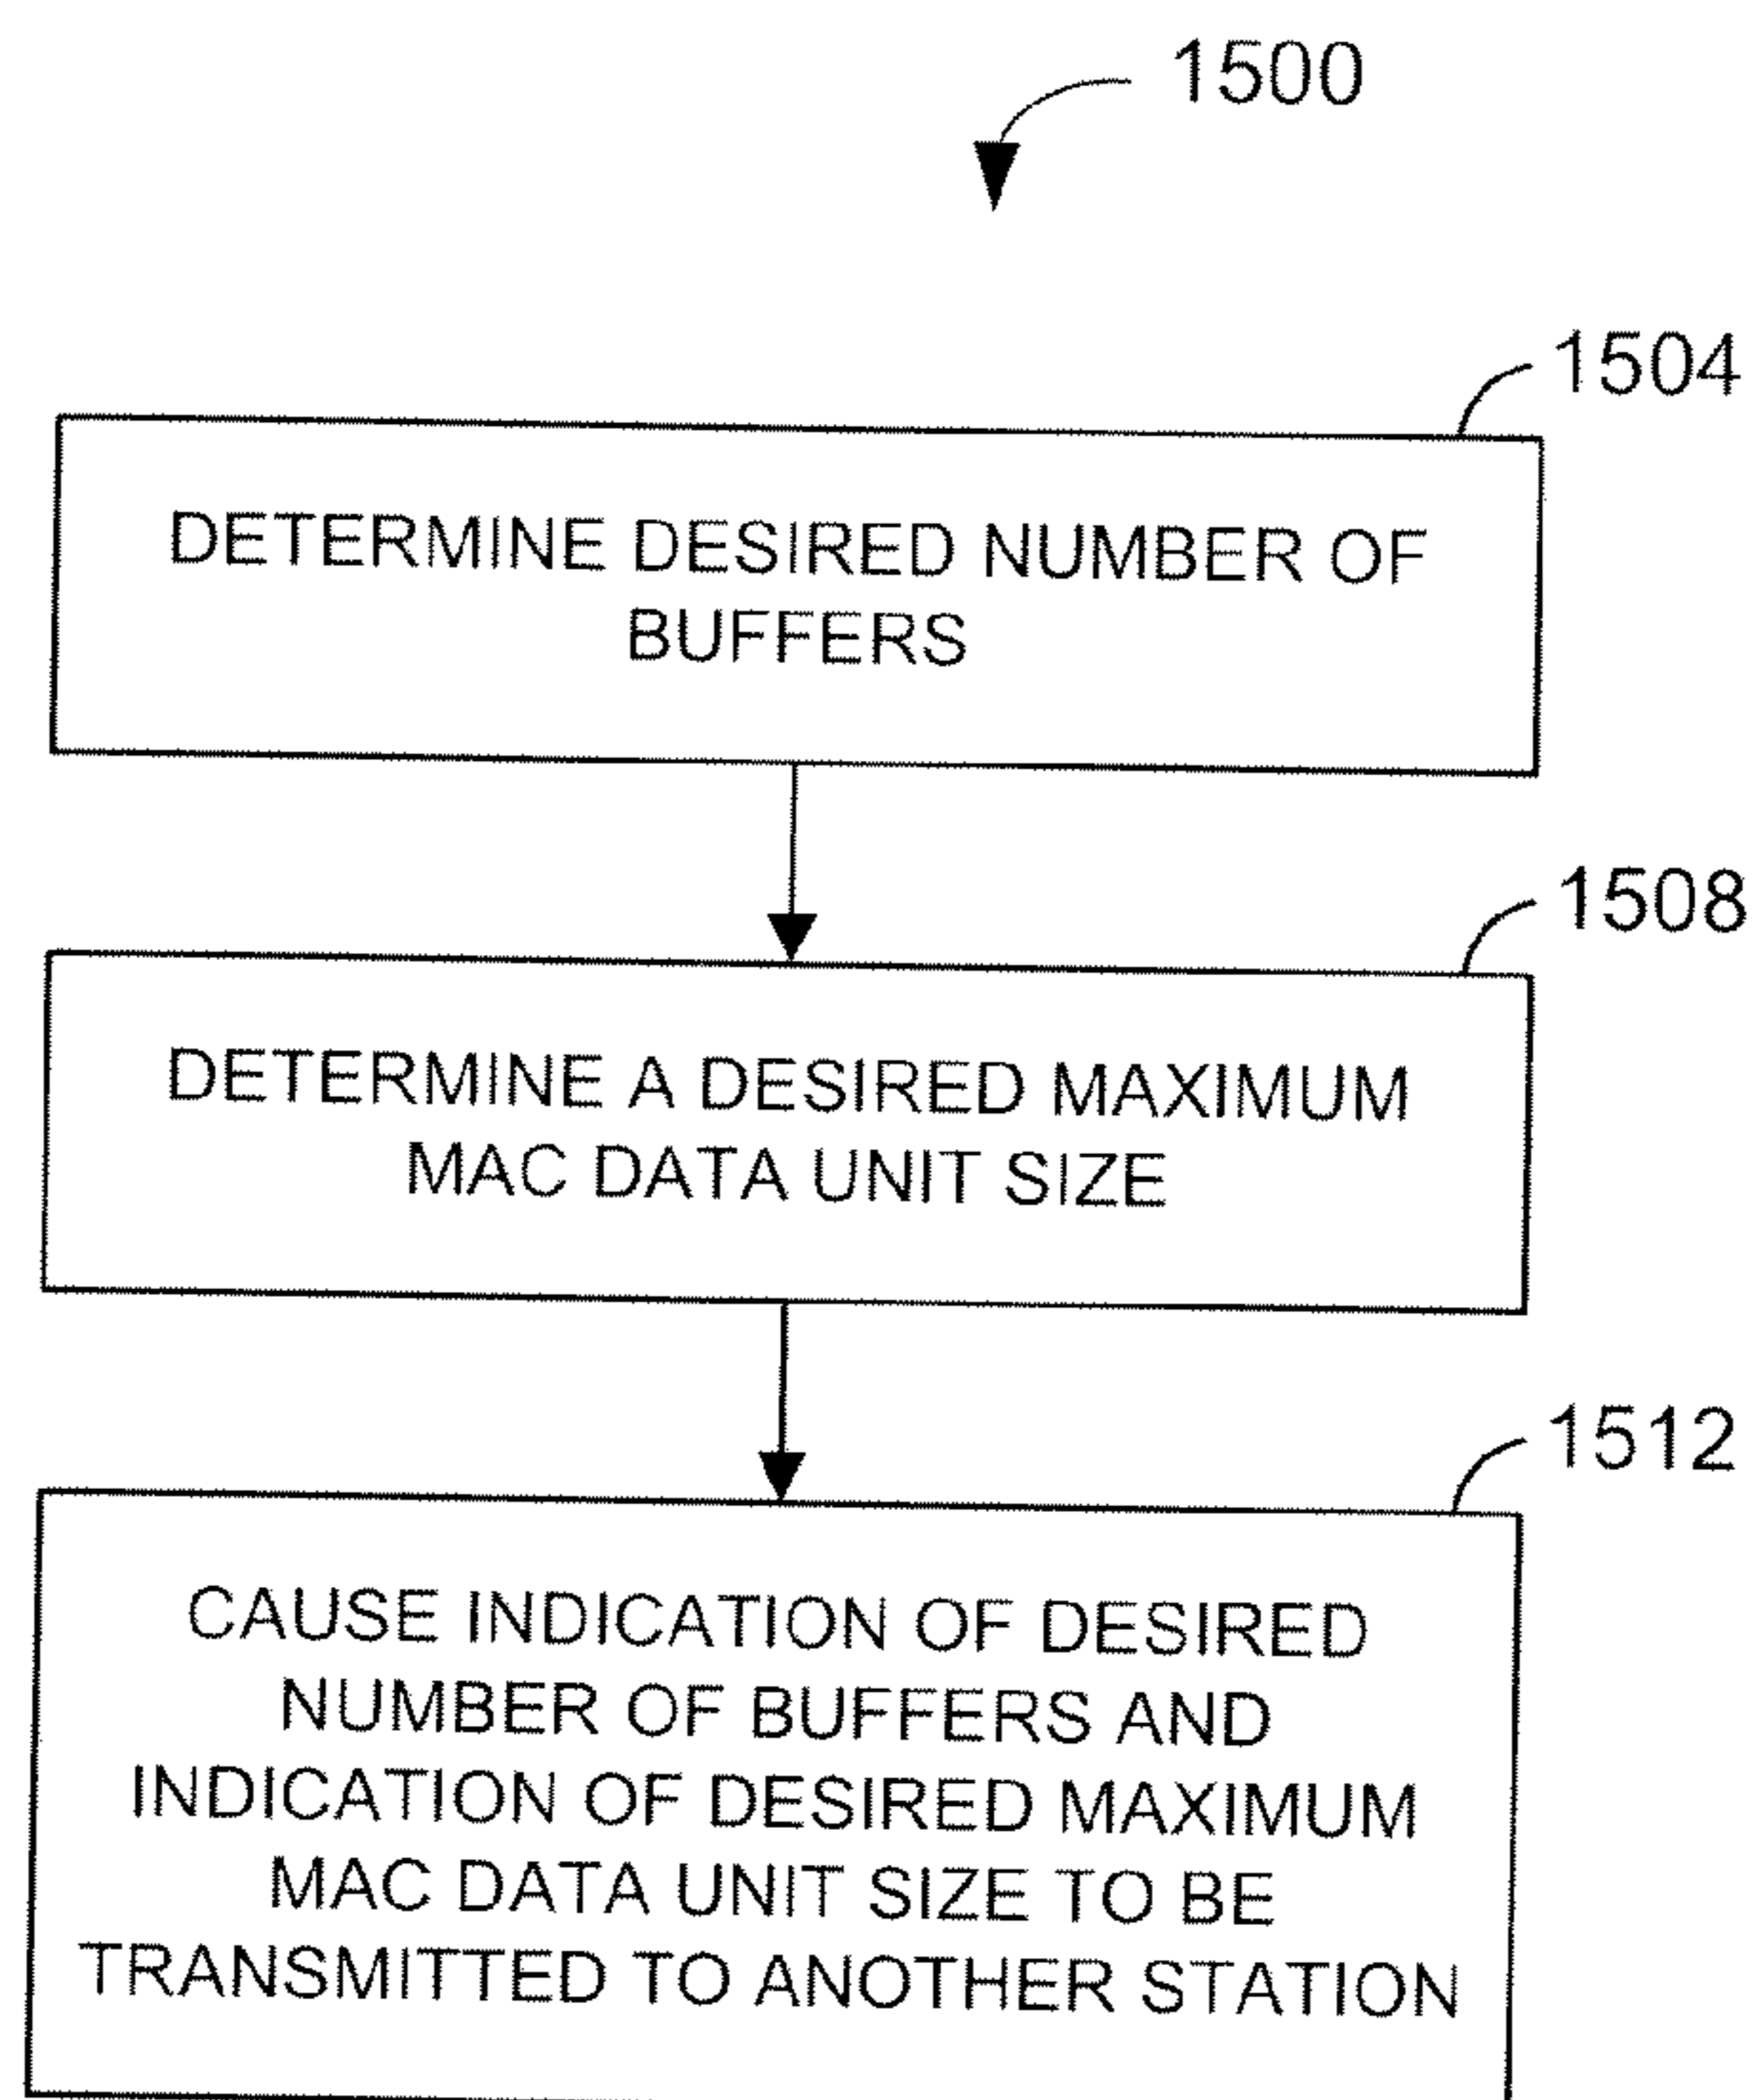 1500
1504
DETERMINE DESIRED NUMBER OF
BUFFERS
1508
DETERMINE A DESIRED MAXIMUM
MAC DATA UNIT SIZE
1512
CAUSE INDICATION OF DESIRED
NUMBER OF BUFFERS AND
INDICATION OF DESIRED MAXIMUM
MAC DATA UNIT SIZE TO BE
TRANSMITTED TO ANOTHER STATION